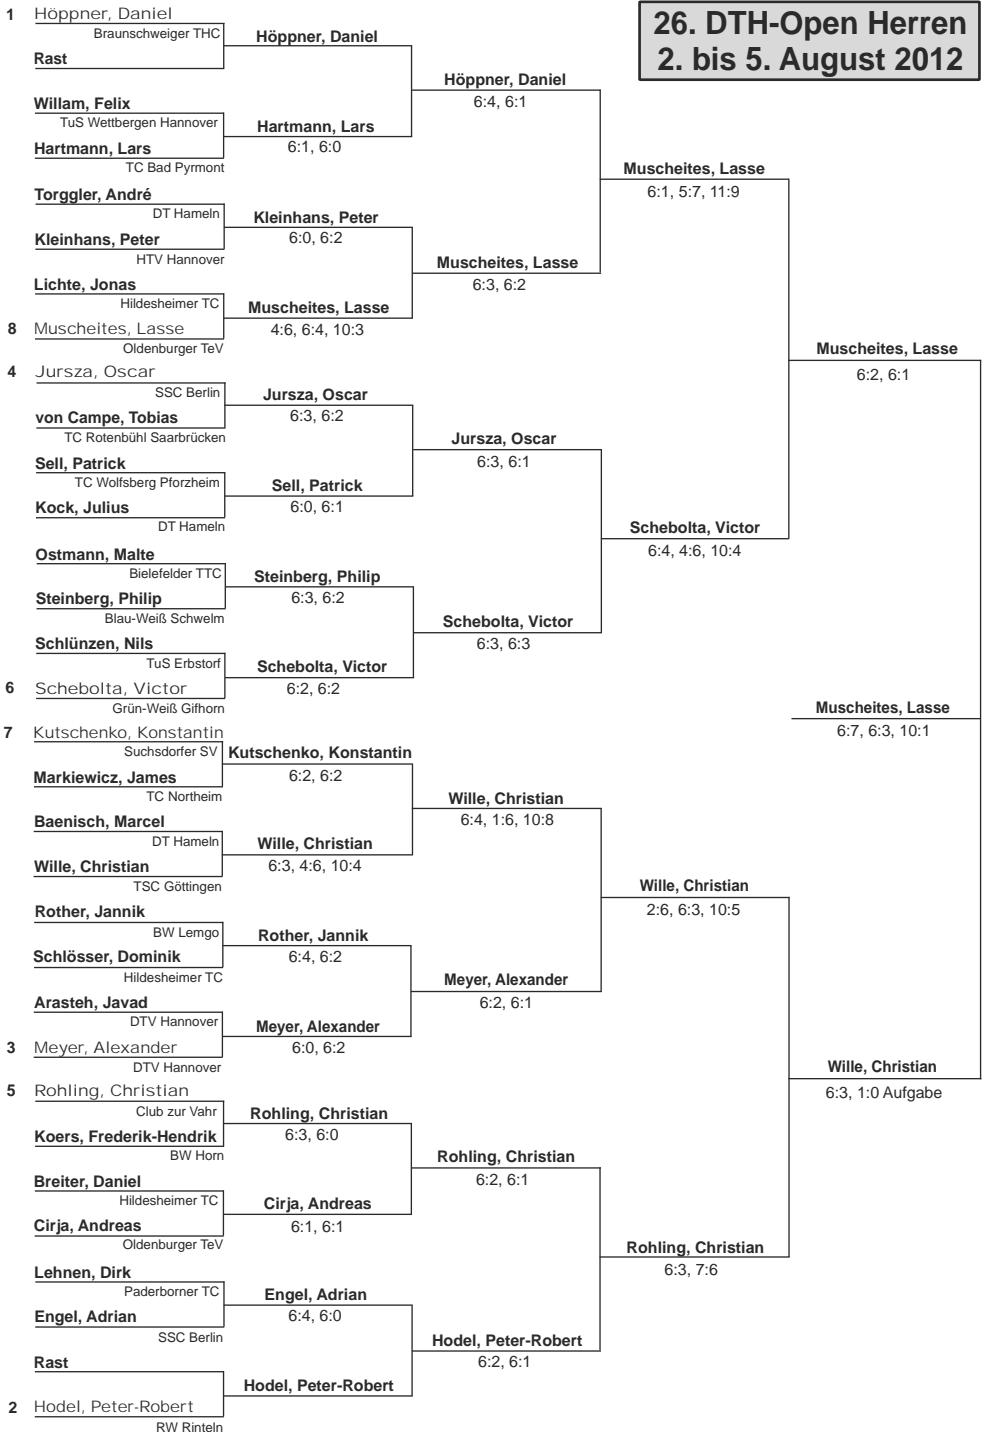 26. DTH-Open Herren
2. bis 5. August 2012
1 Höppner, Daniel
Braunschweiger THC
Rast
Willam, Felix
TuS Wettbergen Hannover
Hartmann, Lars
TC Bad Pyrmont
Torggler, André
DT Hameln
Kleinhans, Peter
HTV Hannover
Lichte, Jonas
Hildesheimer TC
8 Muscheites, Lasse
Oldenburger TeV
4 Jursza, Oscar
SSC Berlin
von Campe, Tobias
TC Rotenbühl Saarbrücken
Sell, Patrick
TC Wolfsberg Pforzheim
Kock, Julius
DT Hameln
Ostmann, Malte
Bielefelder TTC
Steinberg, Philip
Blau-Weiß Schwelm
Schlünzen, Nils
TuS Erbstorf
6 Schebolta, Victor
Grün-Weiß Gifhorn
7 Kutschenko, Konstantin
Suchsdorfer SV
Markiewicz, James
TC Northeim
Baenisch, Marcel
DT Hameln
Wille, Christian
TSC Göttingen
Rother, Jannik
BW Lemgo
Schlösser, Dominik
Hildesheimer TC
Arasteh, Javad
DTV Hannover
3 Meyer, Alexander
DTV Hannover
5 Rohling, Christian
Club zur Vahr
Koers, Frederik-Hendrik
BW Horn
Breiter, Daniel
Hildesheimer TC
Cirja, Andreas
Oldenburger TeV
Lehnen, Dirk
Paderborner TC
Engel, Adrian
SSC Berlin
Rast
2 Hodel, Peter-Robert
RW Rinteln
Höppner, Daniel
Hartmann, Lars
6:1, 6:0
Kleinhans, Peter
6:0, 6:2
Muscheites, Lasse
4:6, 6:4, 10:3
Jursza, Oscar
6:3, 6:2
Sell, Patrick
6:0, 6:1
Steinberg, Philip
6:3, 6:2
Schebolta, Victor
6:2, 6:2
Kutschenko, Konstantin
6:2, 6:2
Wille, Christian
6:3, 4:6, 10:4
Rother, Jannik
6:4, 6:2
Meyer, Alexander
6:0, 6:2
Rohling, Christian
6:3, 6:0
Cirja, Andreas
6:1, 6:1
Engel, Adrian
6:4, 6:0
Hodel, Peter-Robert
Höppner, Daniel
6:4, 6:1
Muscheites, Lasse
6:3, 6:2
Jursza, Oscar
6:3, 6:1
Schebolta, Victor
6:3, 6:3
Wille, Christian
6:4, 1:6, 10:8
Meyer, Alexander
6:2, 6:1
Rohling, Christian
6:2, 6:1
Hodel, Peter-Robert
6:2, 6:1
Muscheites, Lasse
6:1, 5:7, 11:9
Schebolta, Victor
6:4, 4:6, 10:4
Wille, Christian
2:6, 6:3, 10:5
Rohling, Christian
6:3, 7:6
Muscheites, Lasse
6:2, 6:1
Wille, Christian
6:3, 1:0 Aufgabe
Muscheites, Lasse
6:7, 6:3, 10:1